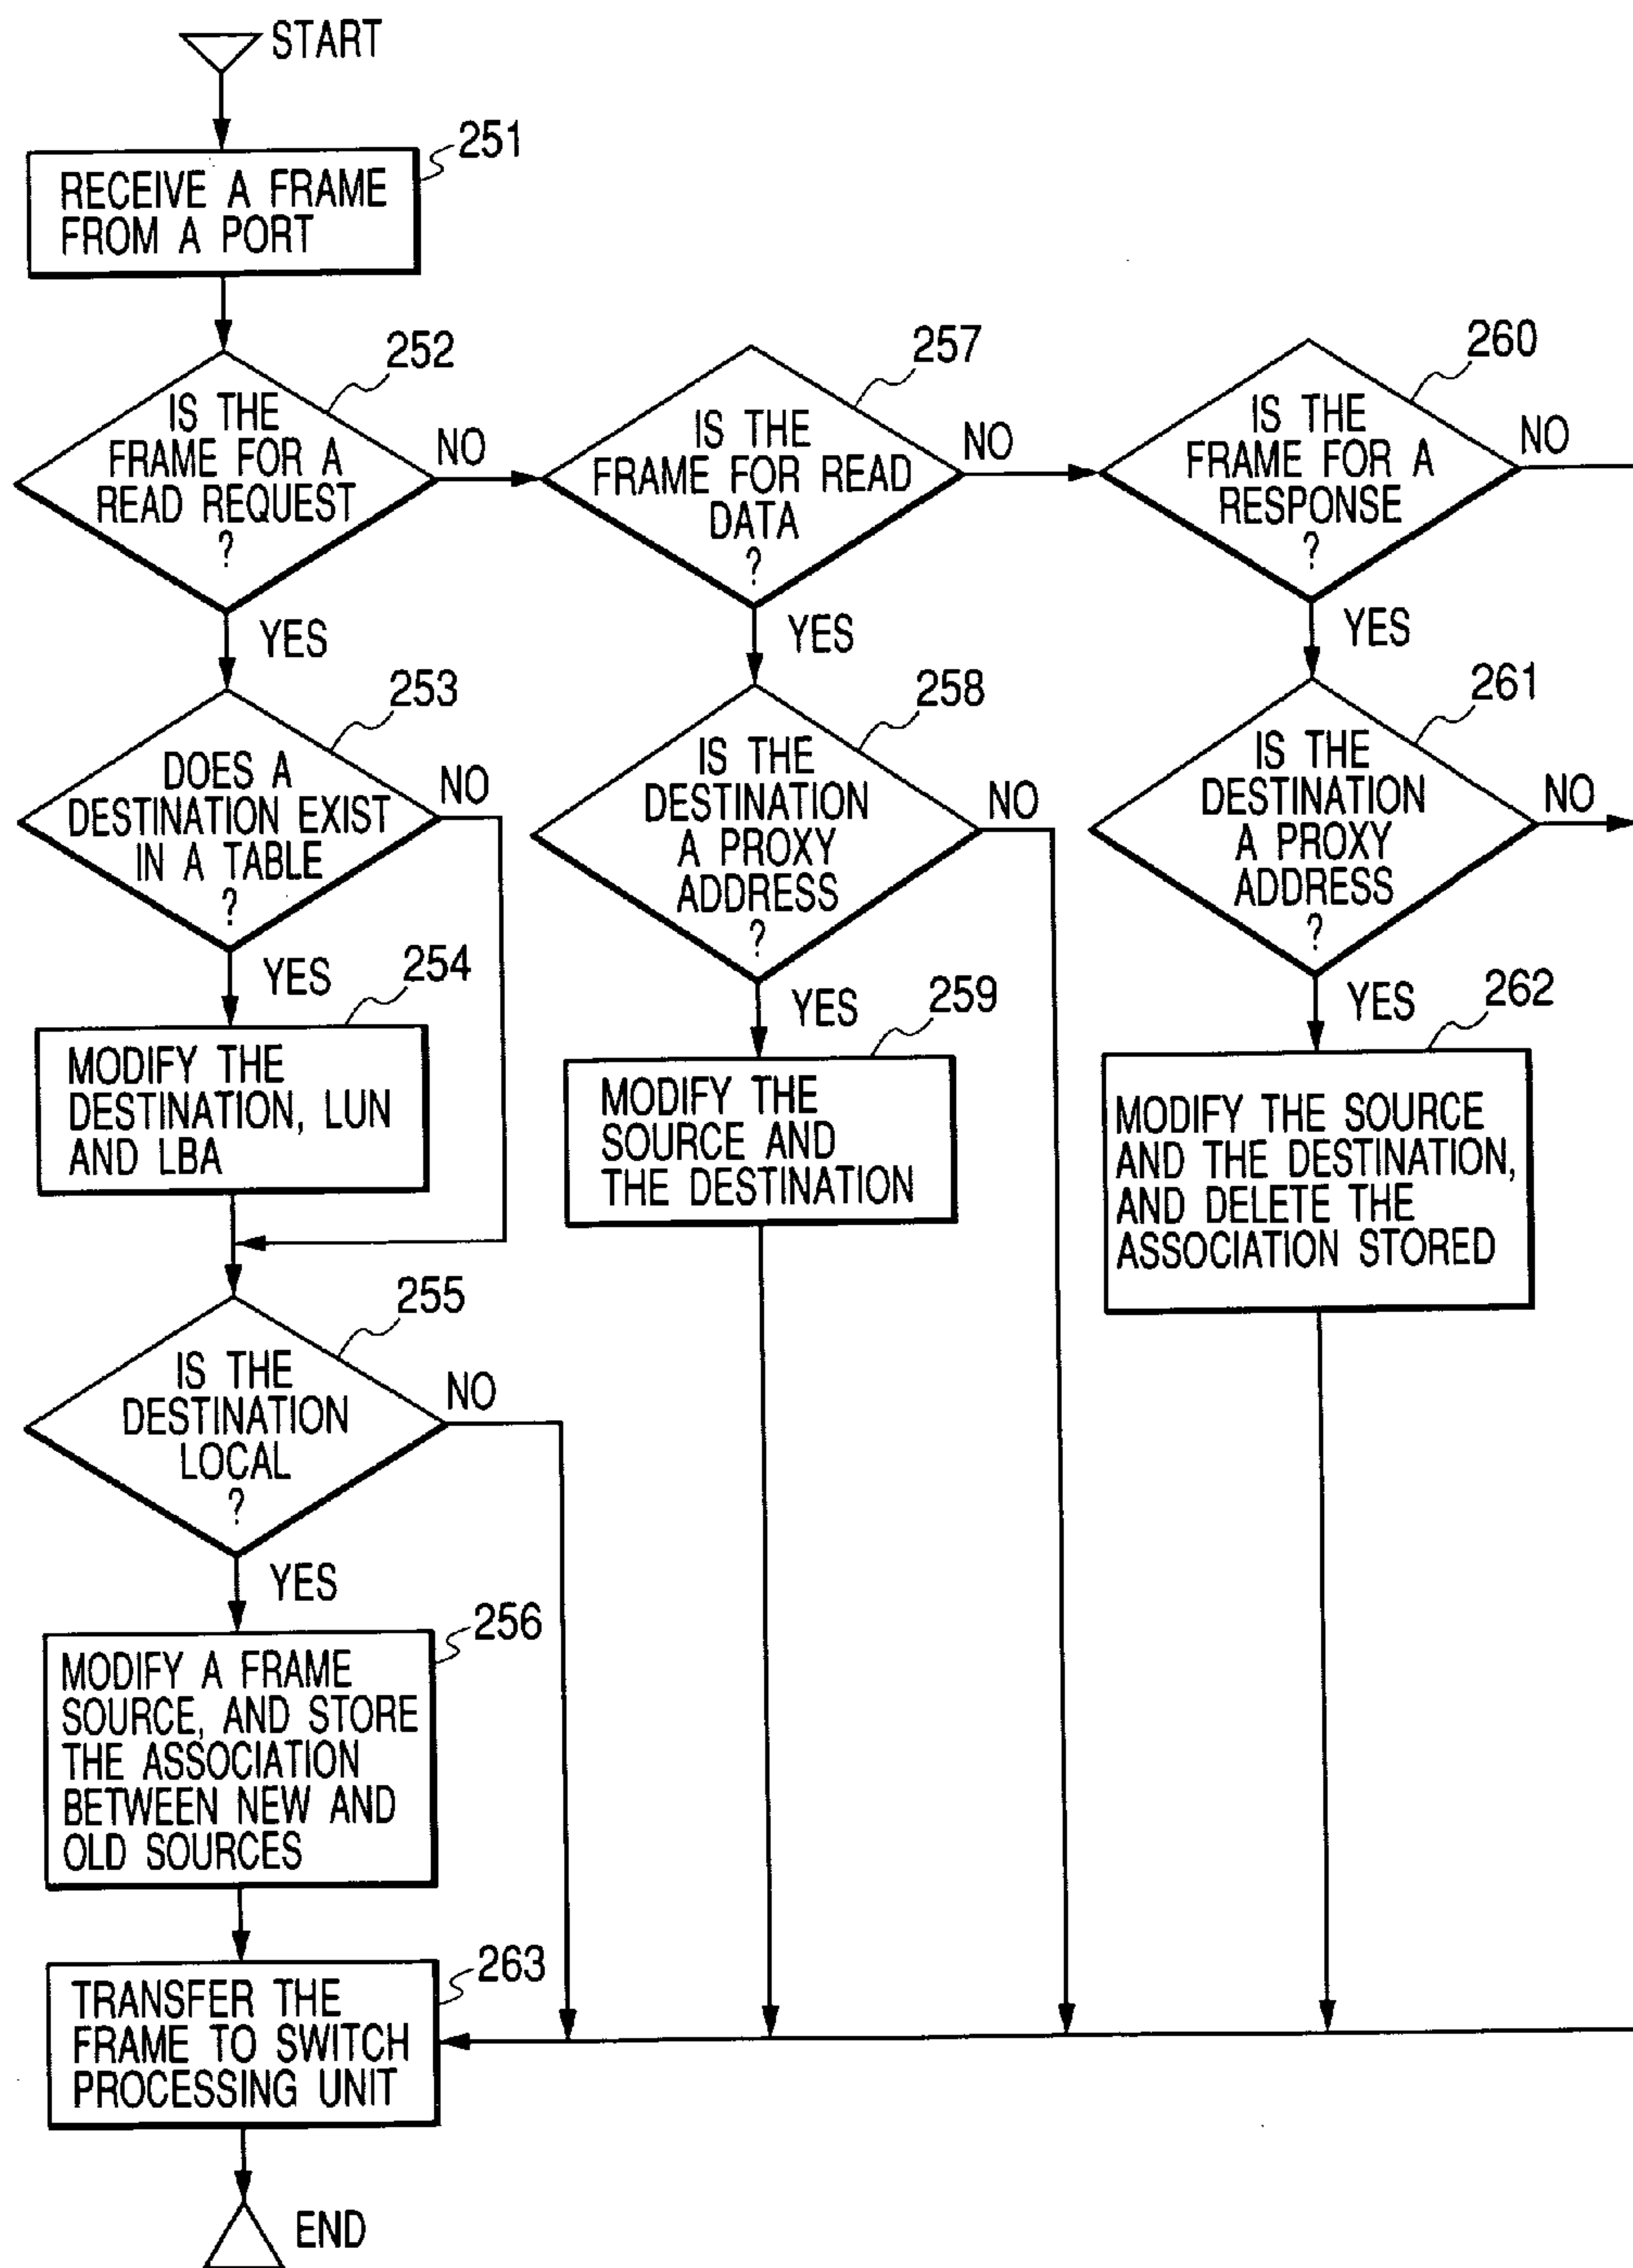 START
251
RECEIVE A FRAME
FROM A PORT
252
IS THE
FRAME FOR A
READ REQUEST
?
NO
YES
253
DOES A
DESTINATION EXIST
IN A TABLE
?
NO
YES
254
MODIFY THE
DESTINATION, LUN
AND LBA
255
IS THE
DESTINATION
LOCAL
?
NO
YES
256
MODIFY A FRAME
SOURCE, AND STORE
THE ASSOCIATION
BETWEEN NEW AND
OLD SOURCES
263
TRANSFER THE
FRAME TO SWITCH
PROCESSING UNIT
END
257
IS THE
FRAME FOR READ
DATA
?
NO
YES
258
IS THE
DESTINATION
A PROXY
ADDRESS
?
NO
YES
259
MODIFY THE
SOURCE AND
THE DESTINATION
260
IS THE
FRAME FOR A
RESPONSE
?
NO
YES
261
IS THE
DESTINATION
A PROXY
ADDRESS
?
NO
YES
262
MODIFY THE SOURCE
AND THE DESTINATION,
AND DELETE THE
ASSOCIATION STORED